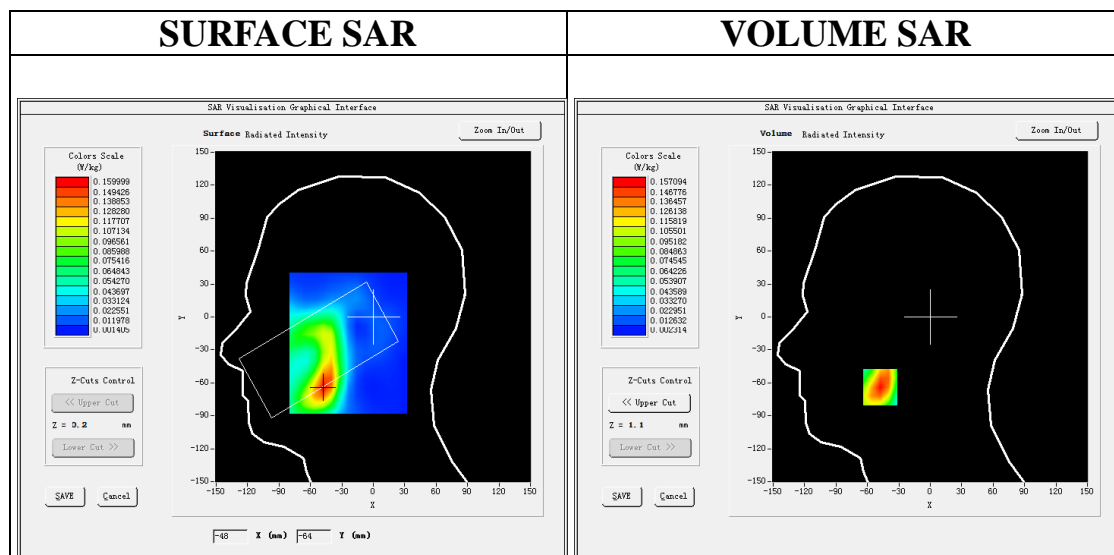 SURFACE SAR
VOLUME SAR
SAR Visualisation Graphical Interface
Surface Radiated Intensity
Zoom In/Out
Colors Scale
(W/kg)
0.159999
0.149426
0.138853
0.128280
0.117707
0.107134
0.096561
0.085988
0.075416
0.064843
0.054270
0.043697
0.033124
0.022551
0.011978
0.001405
150
120
90
60
30
0
-30
-60
-90
-120
-150
Y
-150 -120 -90 -60 -30 0 30 60 90 120 150
X
Z-Cuts Control
<< Upper Cut
Z = 0.2 mm
Lower Cut >>
SAVE Cancel
-48 X (mm) -64 Y (mm)
SAR Visualisation Graphical Interface
Volume Radiated Intensity
Zoom In/Out
Colors Scale
(W/kg)
0.157094
0.146776
0.136457
0.126138
0.115819
0.105501
0.095182
0.084863
0.074545
0.064226
0.053907
0.043589
0.033270
0.022951
0.012632
0.002314
150
120
90
60
30
0
-30
-60
-90
-120
-150
Y
-150 -120 -90 -60 -30 0 30 60 90 120 150
X
Z-Cuts Control
<< Upper Cut
Z = 1.1 mm
Lower Cut >>
SAVE Cancel